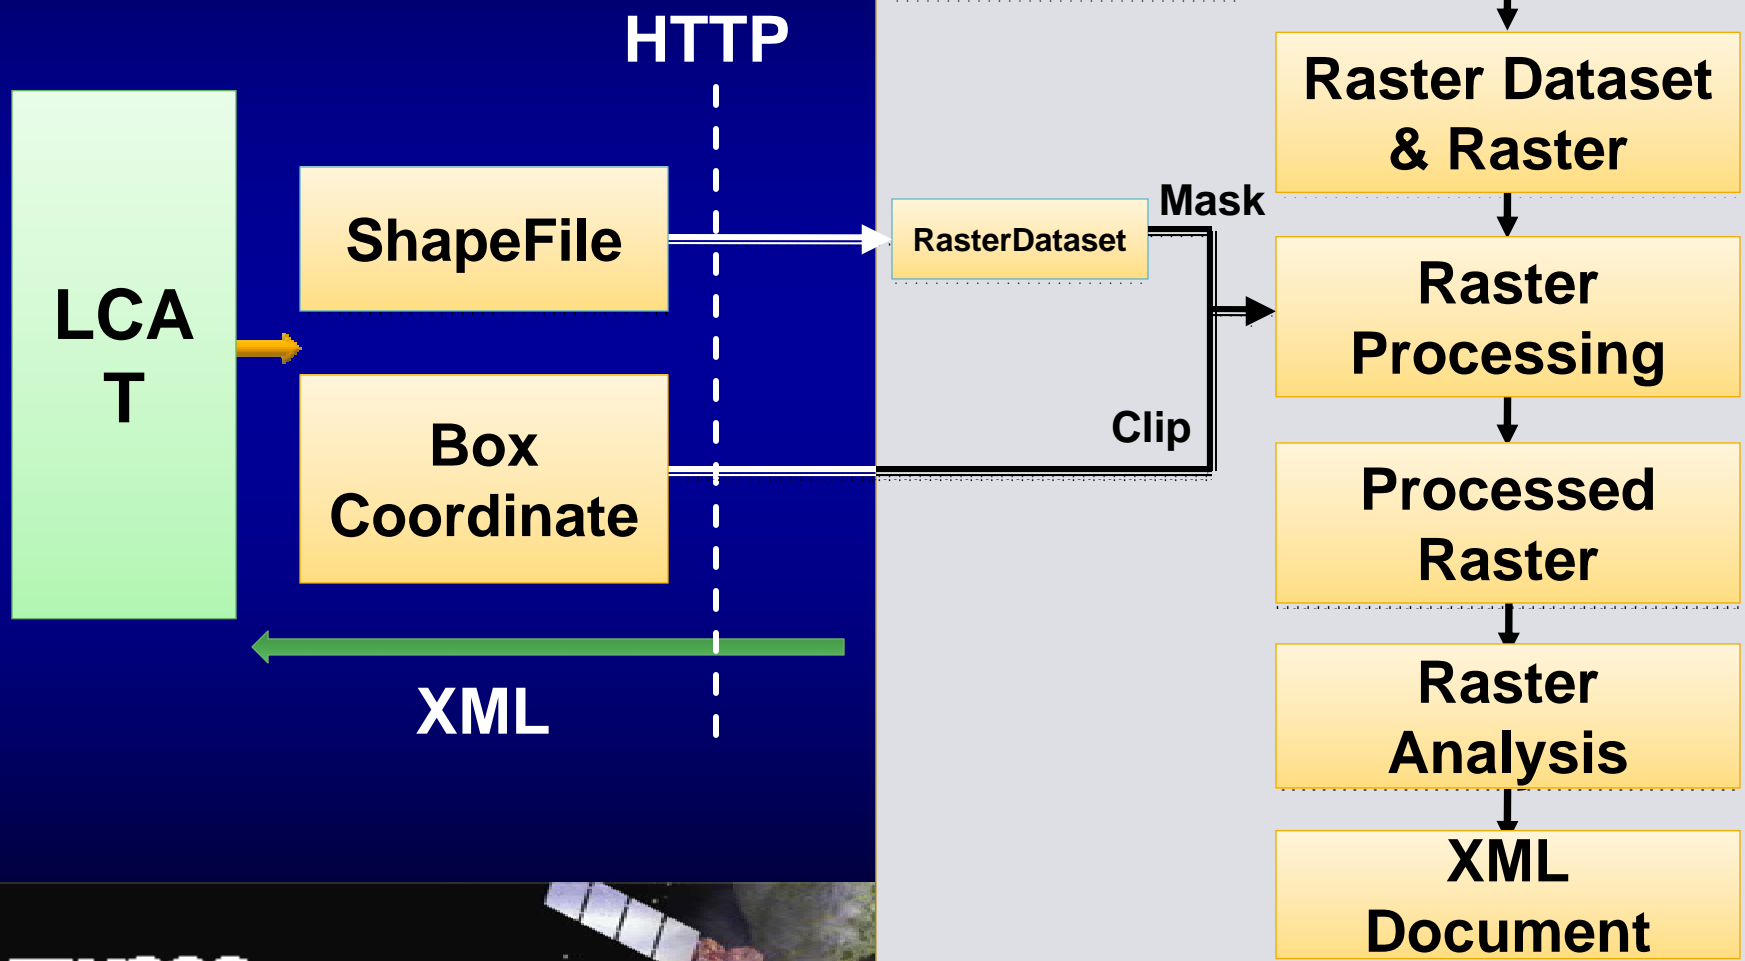 HTTP
LCA
T
ShapeFile
Box
Coordinate
XML
RasterDataset
Mask
Clip
Raster Dataset
& Raster
Raster
Processing
Processed
Raster
Raster
Analysis
XML
Document